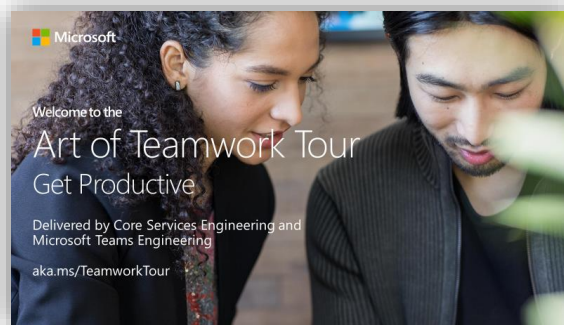 Microsoft
Welcome to the
Art of Teamwork Tour
Get Productive
Delivered by Core Services Engineering and
Microsoft Teams Engineering
aka.ms/TeamworkTour